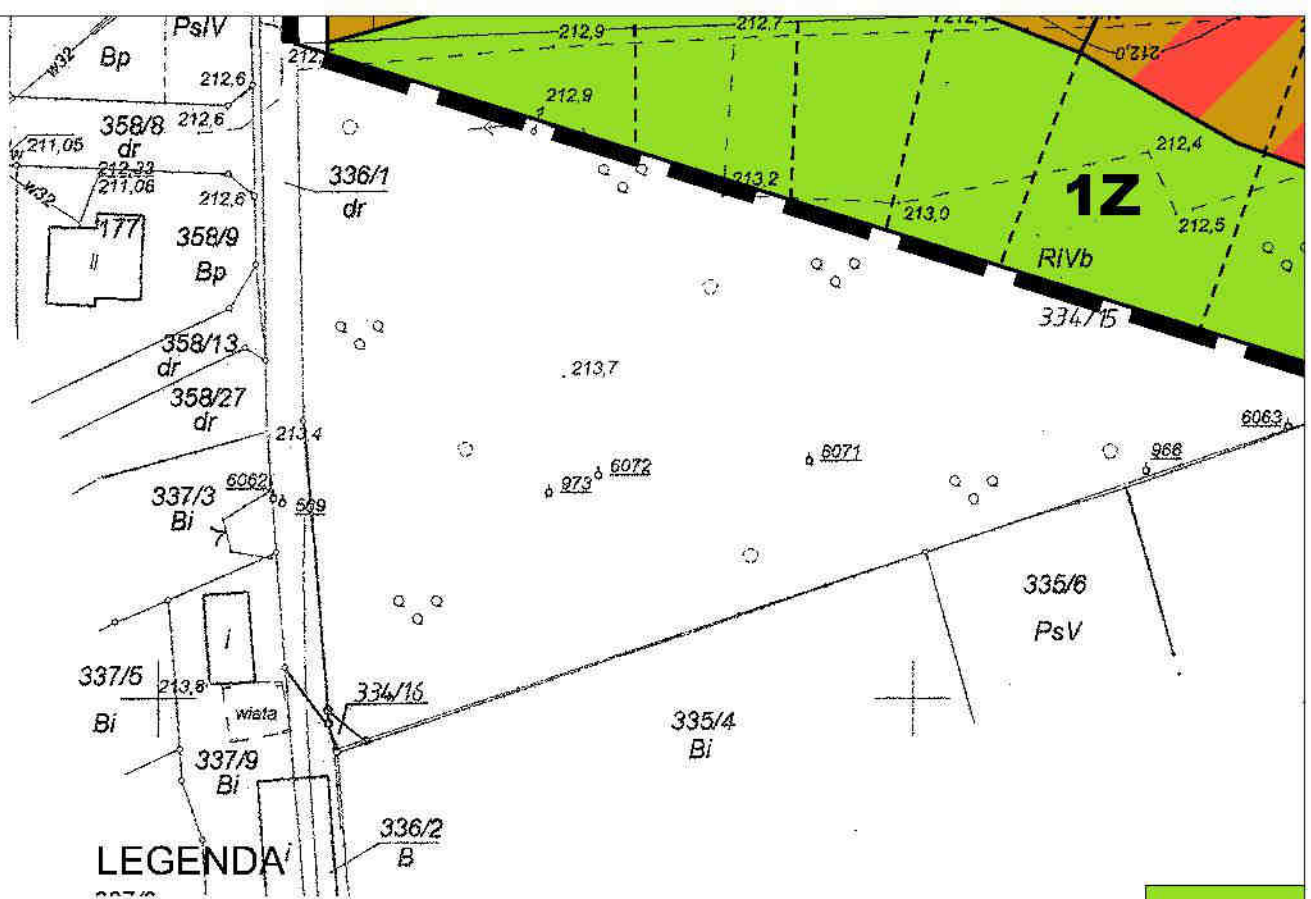 PsIV
w32
Bp
212,6
358/8
dr
212,6
211,05
w
212,33
211,06
w32
212,6
177
II
358/9
Bp
358/13
dr
358/27
dr
213,4
6062
569
337/3
Bi
I
337/5
Bi
213,8
wiata
337/9
Bi
LEGENDA
i
336/1
dr
334/16
336/2
B
212,9
212,7
212,0
212,9
213,2
213,0
212,4
212,5
1Z
RIVb
334/15
213,7
6063
966
6071
6072
973
335/6
PsV
335/4
Bi